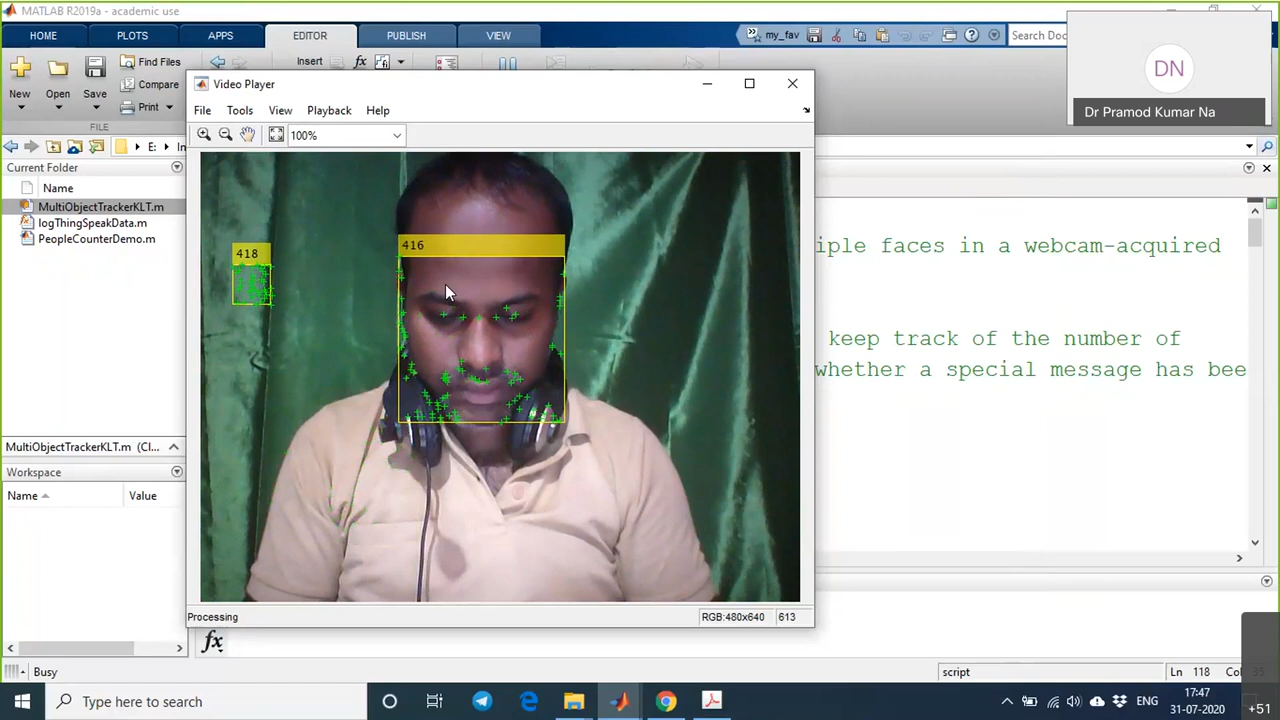 MATLAB R2019a - academic use
HOME
PLOTS
APPS
EDITOR
PUBLISH
VIEW
my_fav
Search Doc
New
Open
Save
Find Files
Compare
Print
FILE
Insert
fx
DN
Dr Pramod Kumar Na
Video Player
File
Tools
View
Playback
Help
100%
E:
Current Folder
Name
MultiObjectTrackerKLT.m
logThingSpeakData.m
PeopleCounterDemo.m
418
416
iple faces in a webcam-acquired
keep track of the number of
whether a special message has bee
MultiObjectTrackerKLT.m (Cl...
Workspace
Name
Value
Processing
RGB:480x640
613
fx
Busy
script
Ln 118
Type here to search
ENG
17:47
31-07-2020
+51